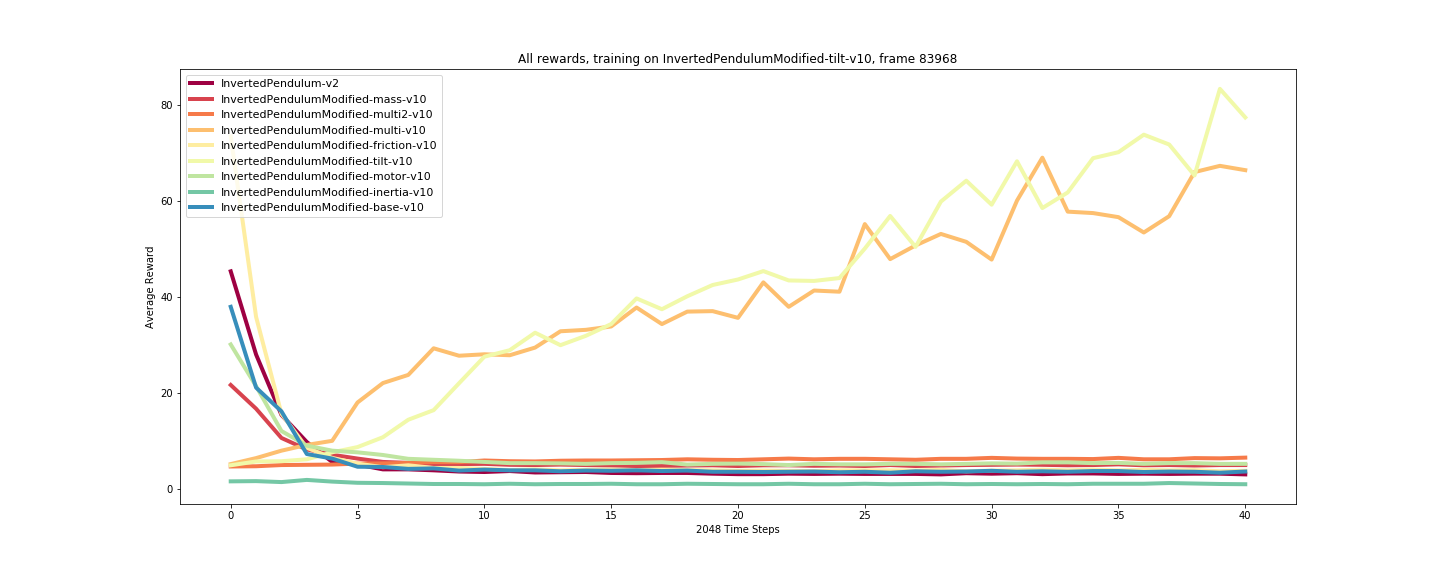 All rewards, training on InvertedPendulumModified-tilt-v10, frame 83968
InvertedPendulum-v2
InvertedPendulumModified-mass-v10
InvertedPendulumModified-multi2-v10
InvertedPendulumModified-multi-v10
InvertedPendulumModified-friction-v10
InvertedPendulumModified-tilt-v10
InvertedPendulumModified-motor-v10
InvertedPendulumModified-inertia-v10
InvertedPendulumModified-base-v10
80
60
40
20
0
Average Reward
0 5 10 15 20 25 30 35 40
2048 Time Steps